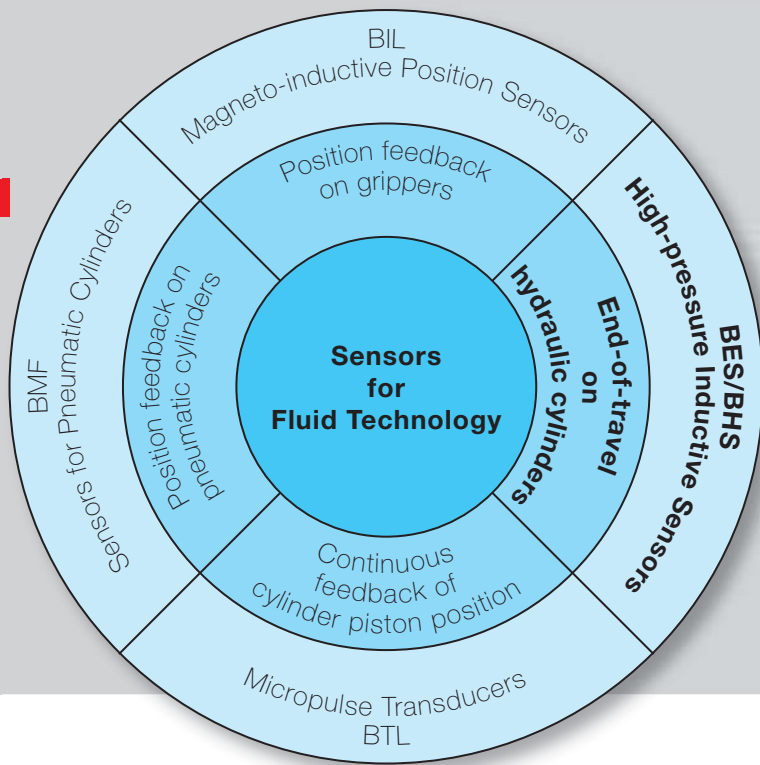 BIL
Magneto-inductive Position Sensors
Position feedback
on grippers
BES/BHS
High-pressure Inductive Sensors
End-of-travel
on
hydraulic cylinders
Sensors
for
Fluid Technology
BMF
Sensors for Pneumatic Cylinders
Position feedback on
pneumatic cylinders
Continuous
feedback of
cylinder piston position
Micropulse Transducers
BTL